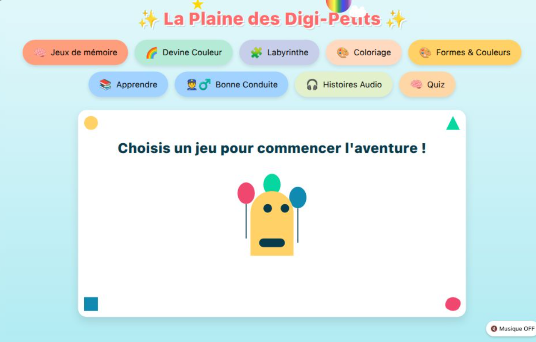 ✨ La Plaine des Digi-Petits ✨
🧠 Jeux de mémoire 🌈 Devine Couleur 🧩 Labyrinthe 🎨 Coloriage 🎨 Formes & Couleurs
📚 Apprendre 👮♂️ Bonne Conduite 🎧 Histoires Audio 🧠 Quiz
Choisis un jeu pour commencer l'aventure !
Musique OFF